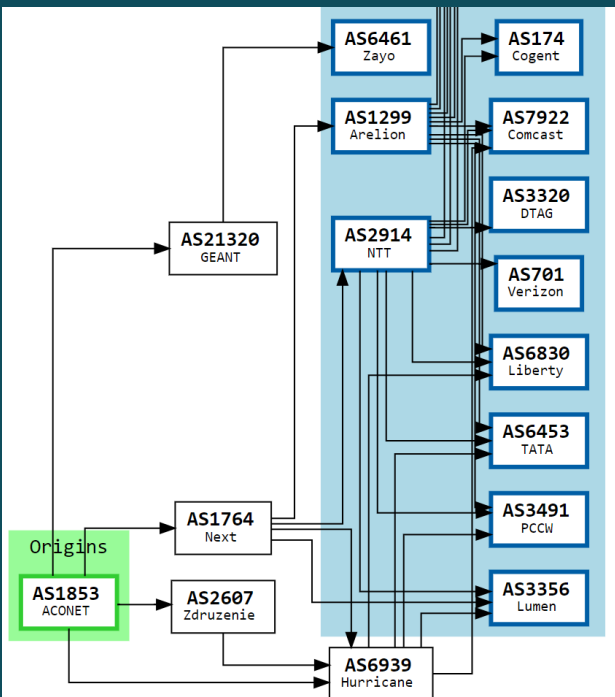 AS6461
Zayo
AS174
Cogent
AS1299
Arelion
AS7922
Comcast
AS3320
DTAG
AS21320
GEANT
AS2914
NTT
AS701
Verizon
AS6830
Liberty
AS6453
TATA
AS1764
Next
AS3491
PCCW
Origins
AS1853
ACONET
AS2607
Zdruzenie
AS3356
Lumen
AS6939
Hurricane